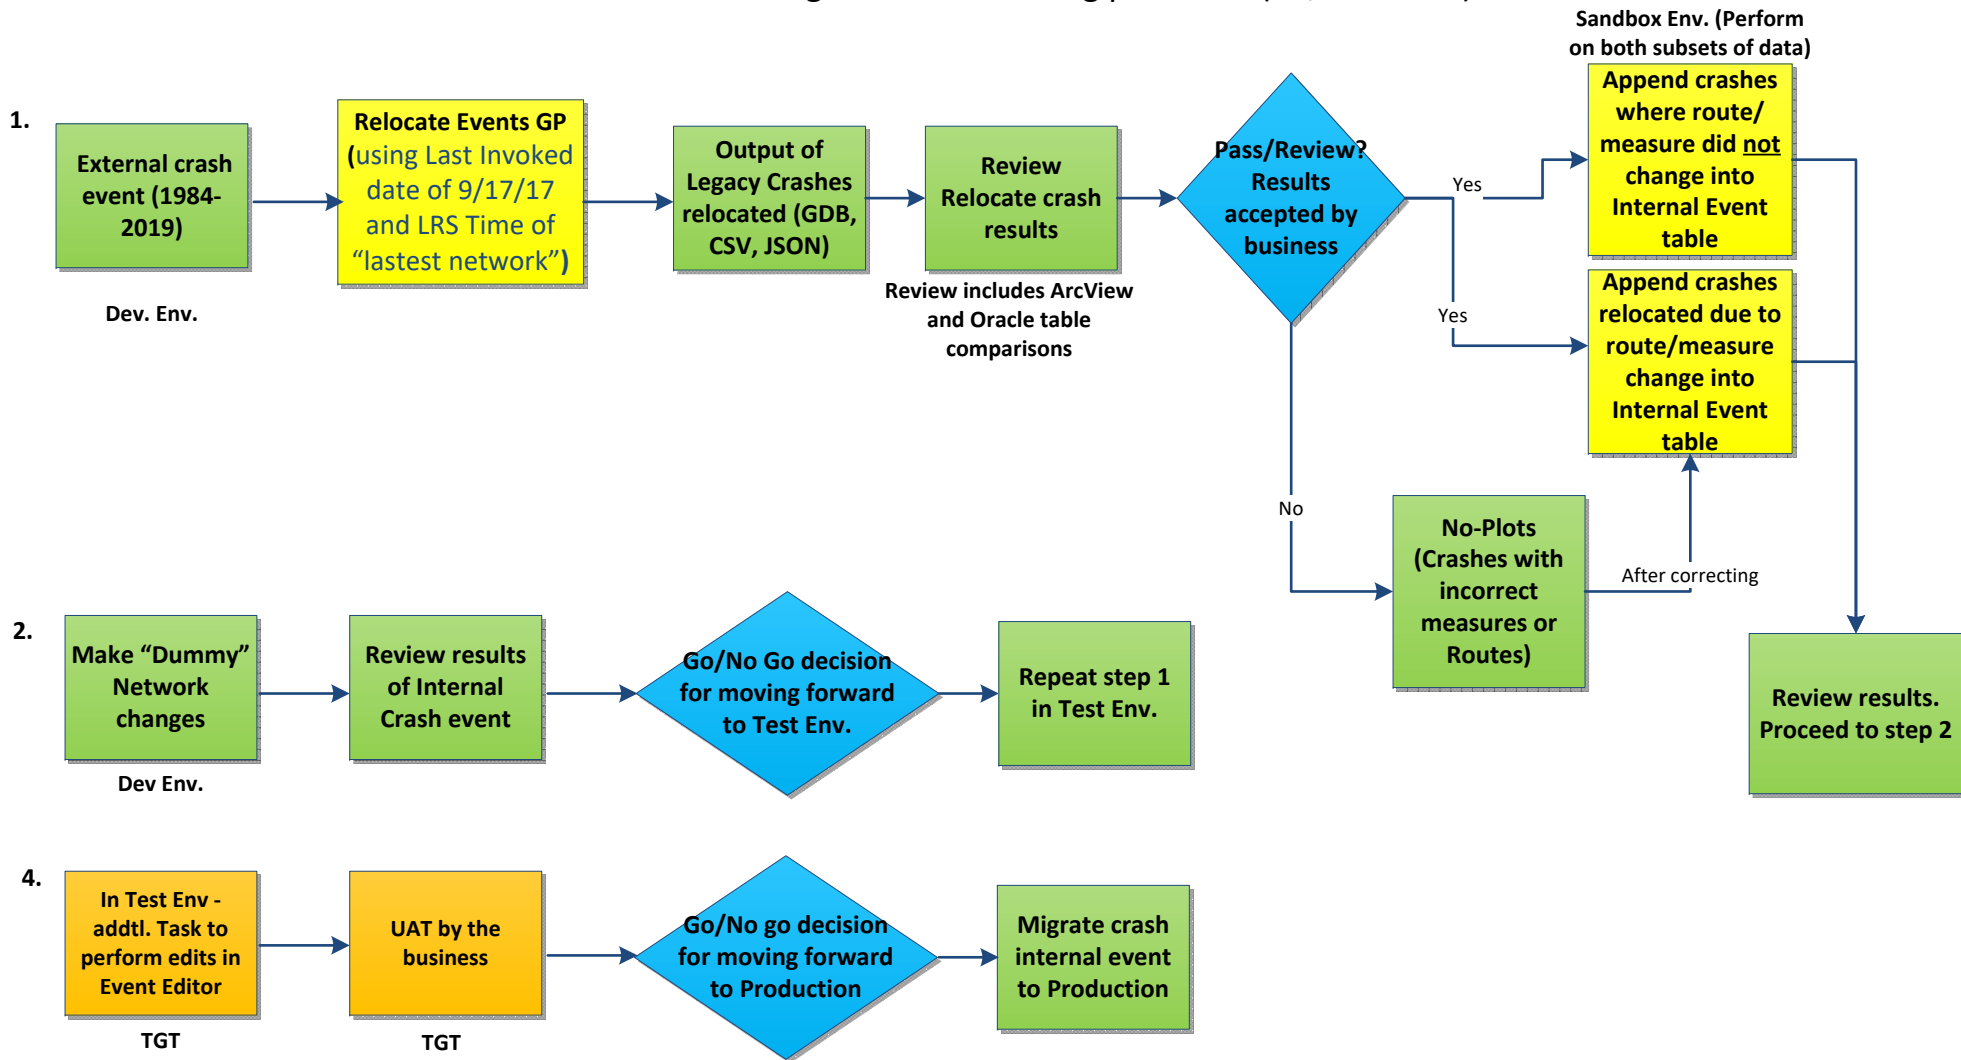 Sandbox Env. (Perform
on both subsets of data)
1.
External crash
event (1984-
2019)
Dev. Env.
Relocate Events GP
(using Last Invoked
date of 9/17/17
and LRS Time of
“lastest network”)
Output of
Legacy Crashes
relocated (GDB,
CSV, JSON)
Review
Relocate crash
results
Review includes ArcView
and Oracle table
comparisons
Pass/Review?
Results
accepted by
business
Yes
Yes
No
Append crashes
where route/
measure did not
change into
Internal Event
table
Append crashes
relocated due to
route/measure
change into
Internal Event
table
No-Plots
(Crashes with
incorrect
measures or
Routes)
After correcting
Review results.
Proceed to step 2
2.
Make “Dummy”
Network
changes
Dev Env.
Review results
of Internal
Crash event
Go/No Go decision
for moving forward
to Test Env.
Repeat step 1
in Test Env.
4.
In Test Env -
addtl. Task to
perform edits in
Event Editor
TGT
UAT by the
business
TGT
Go/No go decision
for moving forward
to Production
Migrate crash
internal event
to Production